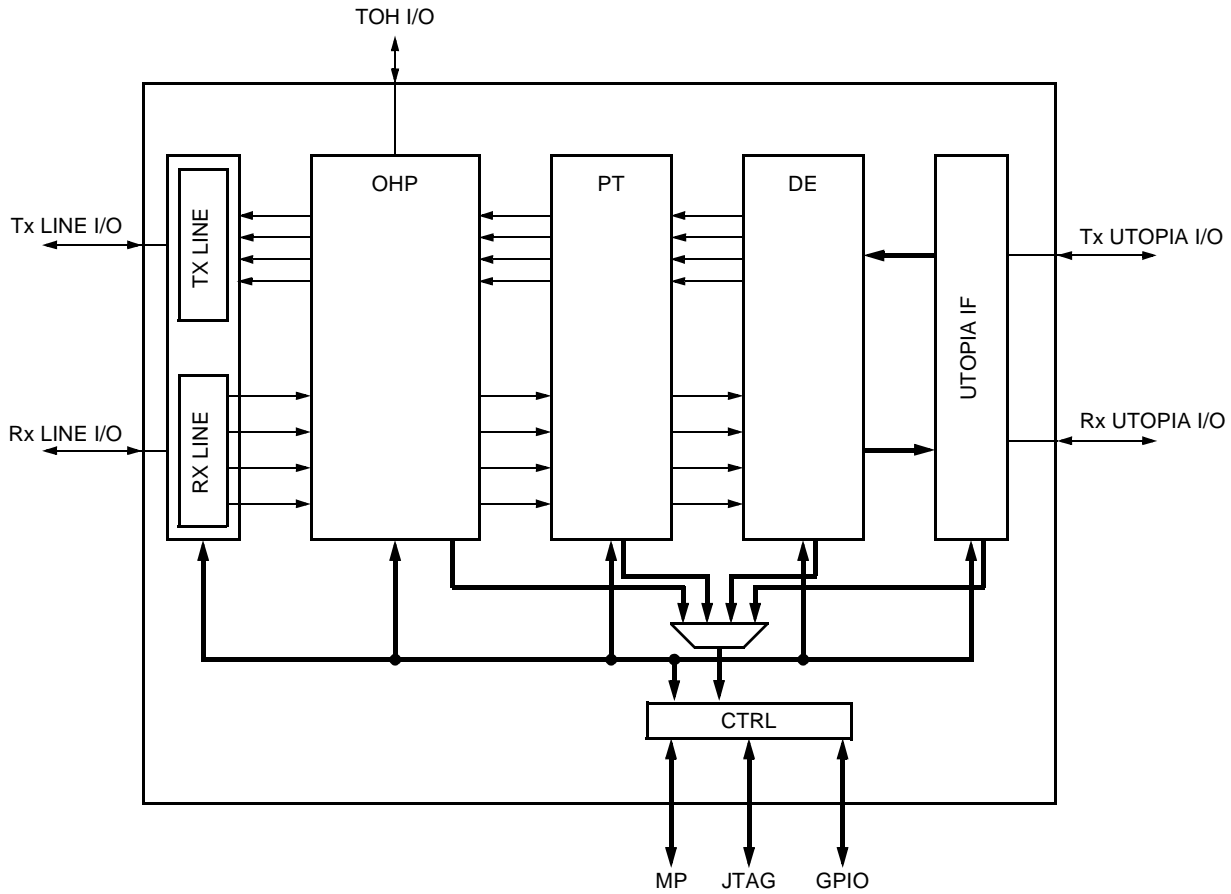 TOH I/O
OHP
PT
DE
Tx LINE I/O
TX LINE
Tx UTOPIA I/O
UTOPIA IF
Rx LINE I/O
RX LINE
Rx UTOPIA I/O
CTRL
MP
JTAG
GPIO